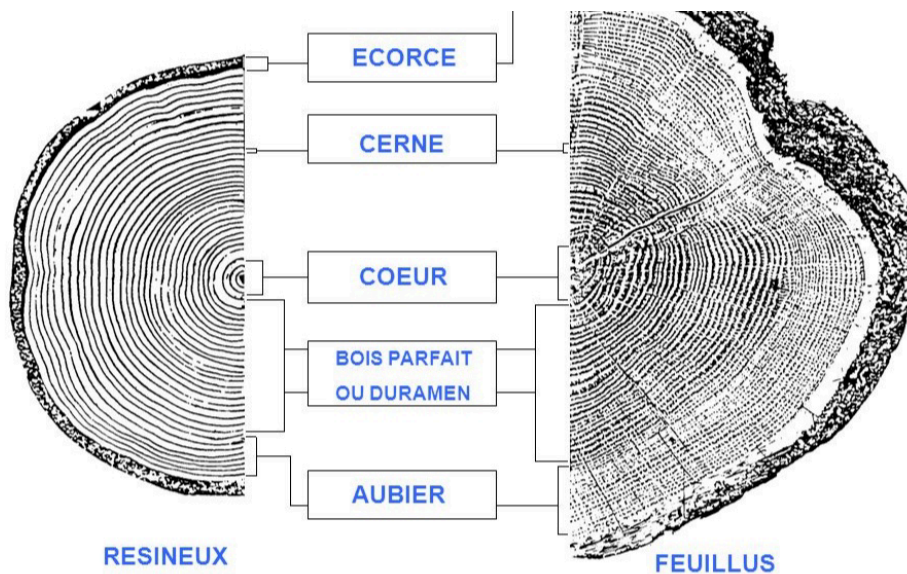 ECORCE
CERNE
COEUR
BOIS PARFAIT
OU DURAMEN
AUBIER
RESINEUX
FEUILLUS